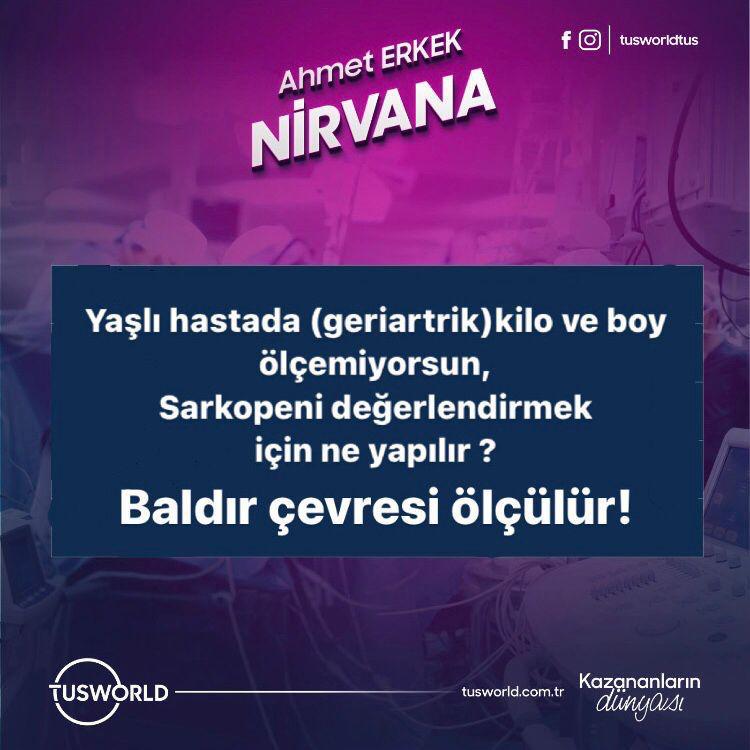 f tusworldtus
Ahmet ERKEK
NİRVANA
Yaşlı hastada (geriartrik)kilo ve boy
ölçemiyorsun,
Sarkopeni değerlendirmek
için ne yapılır ?
Baldır çevresi ölçülür!
TUSWORLD
tusworld.com.tr
Kazananların
dünyası